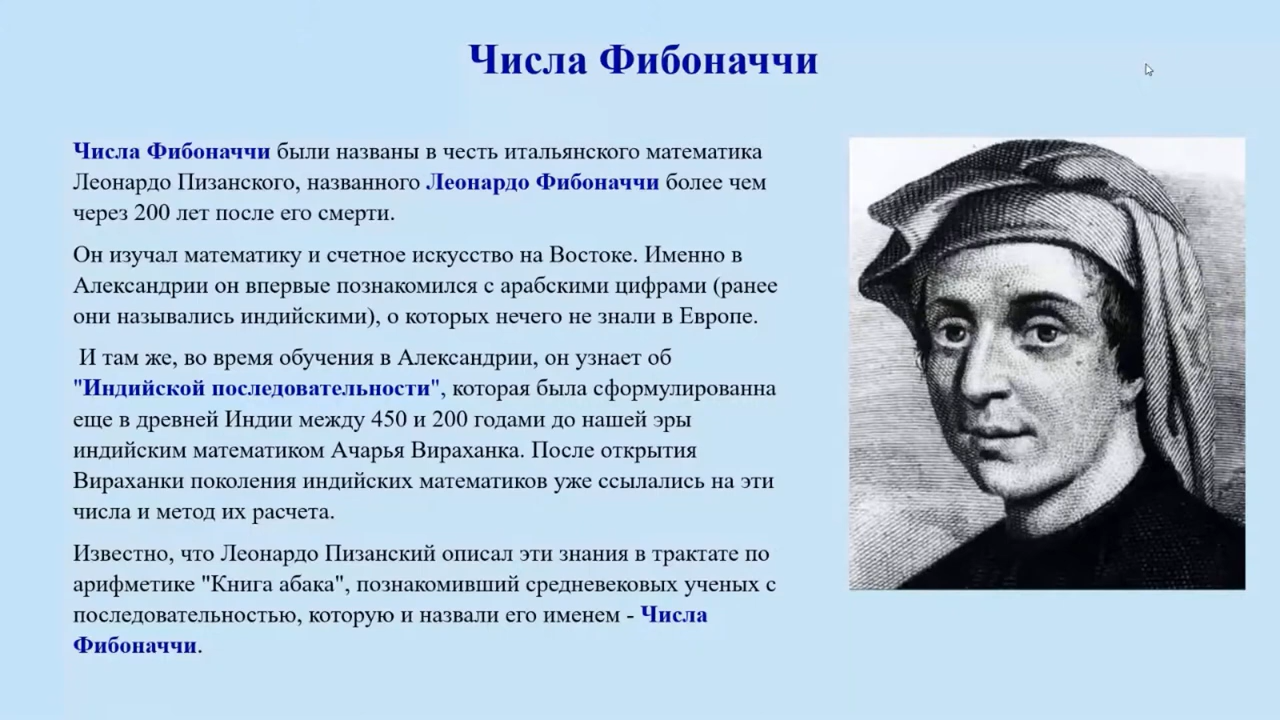 Числа Фибоначчи
Числа Фибоначчи были названы в честь итальянского математика
Леонардо Пизанского, названного Леонардо Фибоначчи более чем
через 200 лет после его смерти.
Он изучал математику и счетное искусство на Востоке. Именно в
Александрии он впервые познакомился с арабскими цифрами (ранее
они назывались индийскими), о которых нечего не знали в Европе.
И там же, во время обучения в Александрии, он узнает об
"Индийской последовательности", которая была сформулированна
еще в древней Индии между 450 и 200 годами до нашей эры
индийским математиком Ачарья Вираханка. После открытия
Вираханки поколения индийских математиков уже ссылались на эти
числа и метод их расчета.
Известно, что Леонардо Пизанский описал эти знания в трактате по
арифметике "Книга абака", познакомивший средневековых ученых с
последовательностью, которую и назвали его именем - Числа
Фибоначчи.